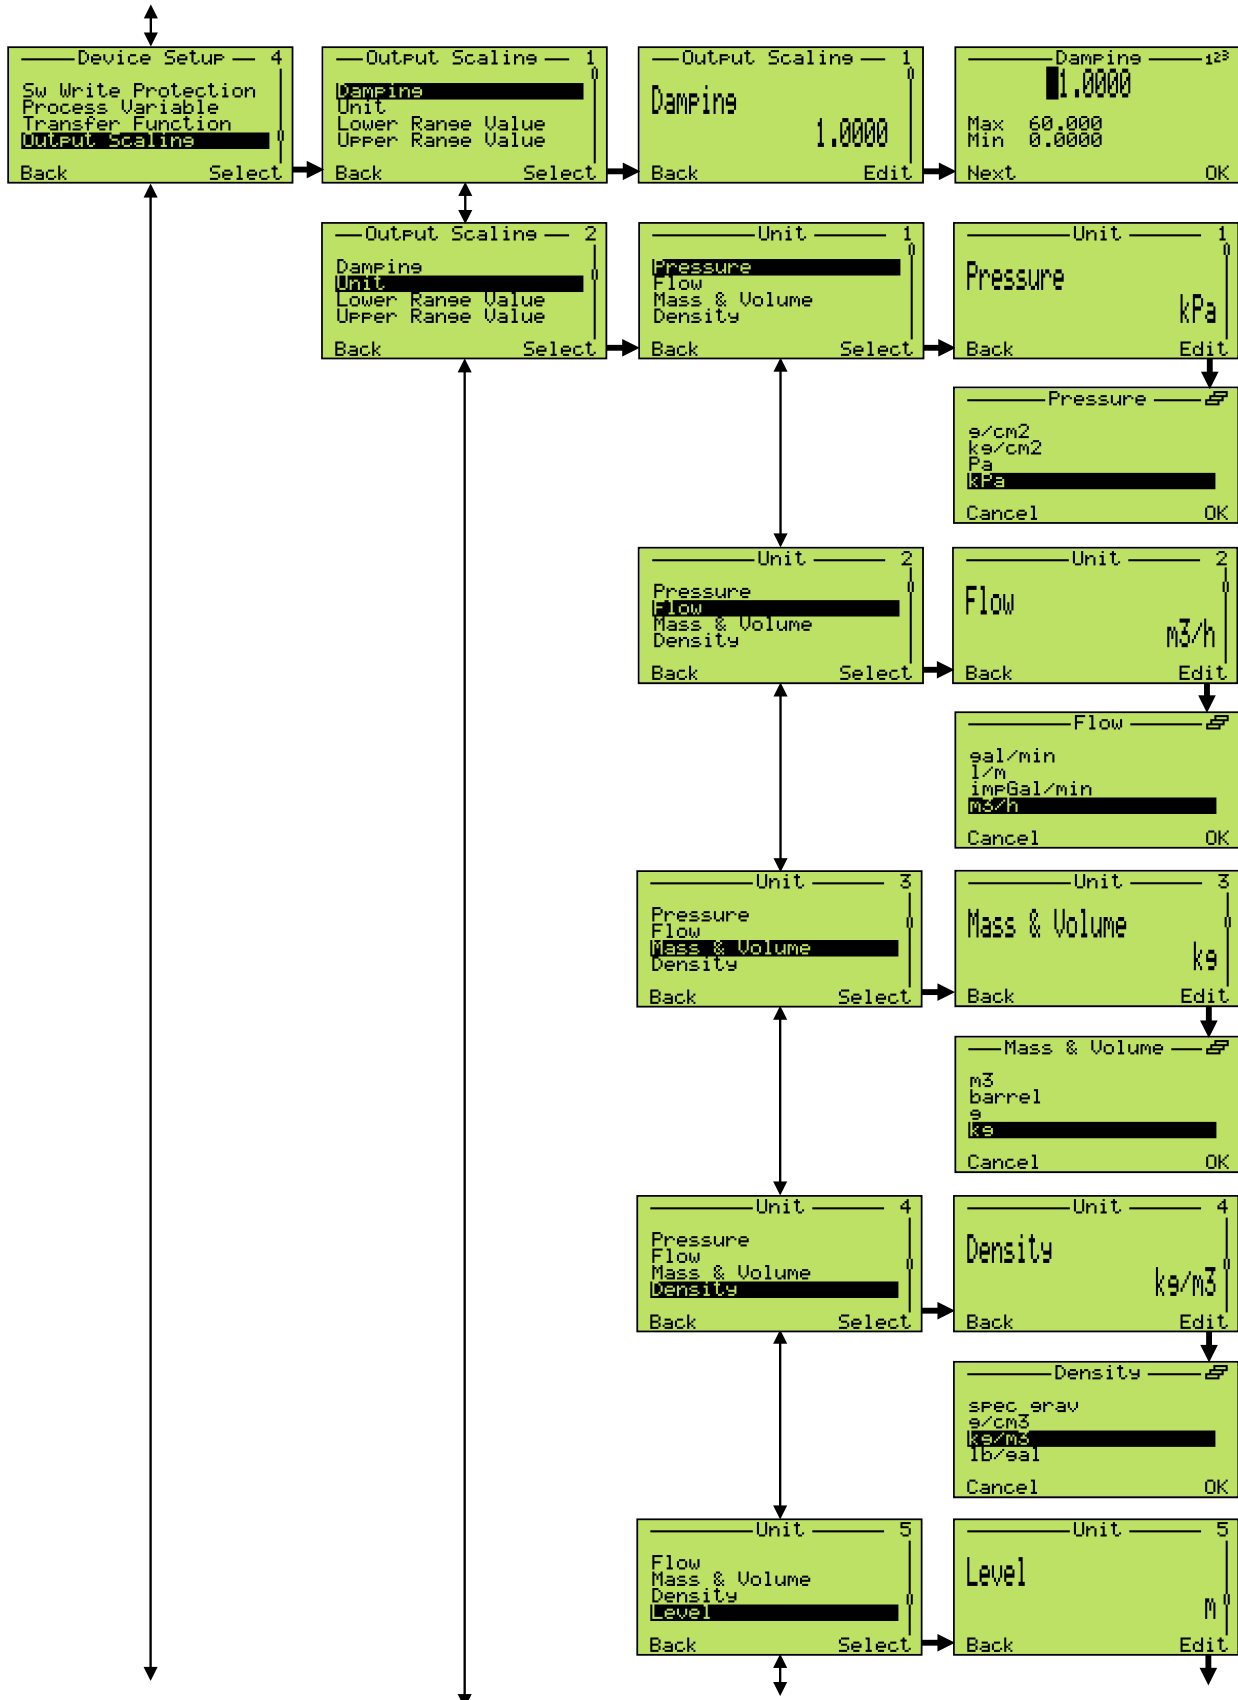 Device Setup 4
Sw Write Protection
Process Variable
Transfer Function
Output Scaling
Back Select
Output Scaling 1
Damping
Unit
Lower Range Value
Upper Range Value
Back Select
Output Scaling 1
Damping
1.0000
Back Edit
Damping 123
1.0000
Max 60.000
Min 0.0000
Next OK
Output Scaling 2
Damping
Unit
Lower Range Value
Upper Range Value
Back Select
Unit 1
Pressure
Flow
Mass & Volume
Density
Back Select
Unit 1
Pressure
kPa
Back Edit
Pressure
g/cm2
kg/cm2
Pa
kPa
Cancel OK
Unit 2
Pressure
Flow
Mass & Volume
Density
Back Select
Unit 2
Flow
m3/h
Back Edit
Flow
gal/min
l/m
impGal/min
m3/h
Cancel OK
Unit 3
Pressure
Flow
Mass & Volume
Density
Back Select
Unit 3
Mass & Volume
kg
Back Edit
Mass & Volume
m3
barrel
g
kg
Cancel OK
Unit 4
Pressure
Flow
Mass & Volume
Density
Back Select
Unit 4
Density
kg/m3
Back Edit
Density
spec grav
g/cm3
kg/m3
lb/gal
Cancel OK
Unit 5
Flow
Mass & Volume
Density
Level
Back Select
Unit 5
Level
m
Back Edit